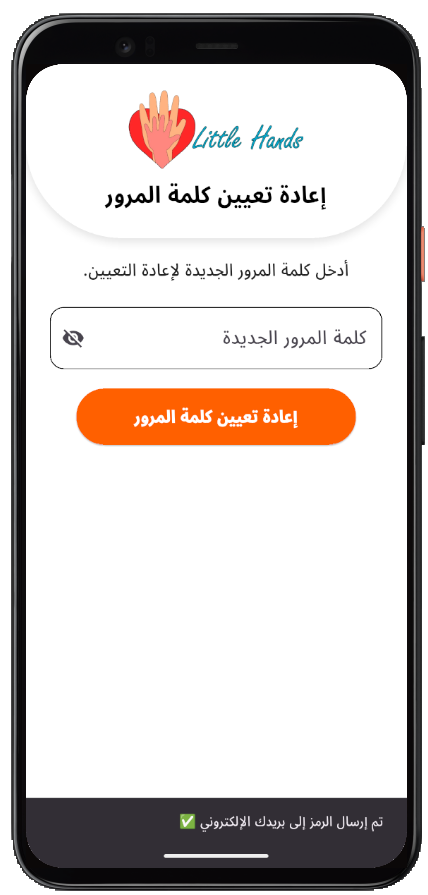 Little Hands
إعادة تعيين كلمة المرور
أدخل كلمة المرور الجديدة لإعادة التعيين.
كلمة المرور الجديدة
إعادة تعيين كلمة المرور
تم إرسال الرمز إلى بريدك الإلكتروني ✅